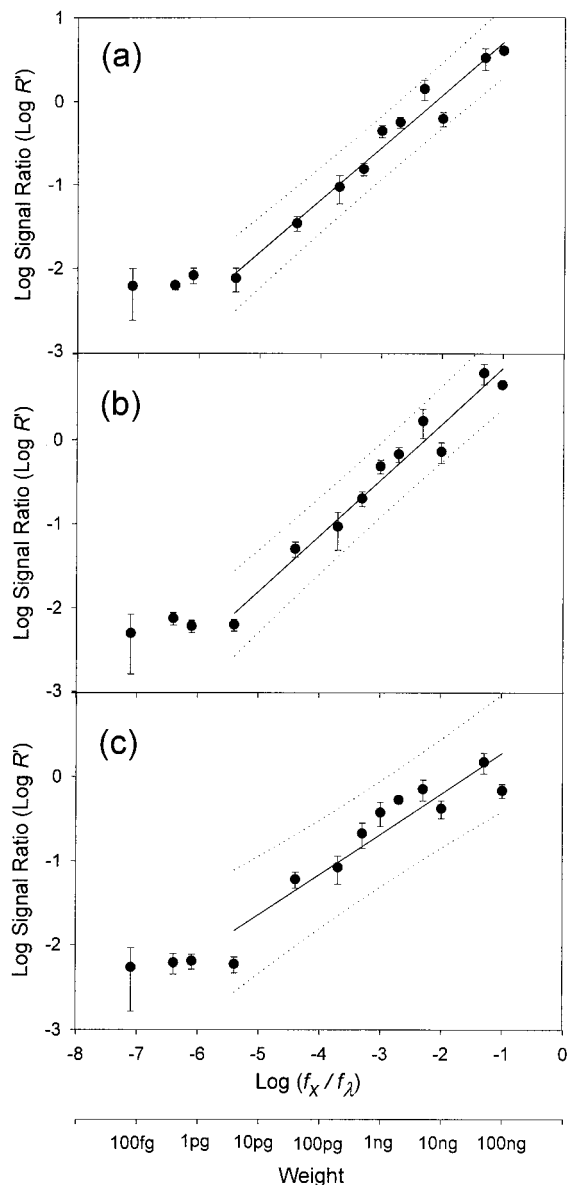 1
(a)
0
-1
-2
-3
Log Signal Ratio (Log R')
(b)
0
-1
-2
-3
Log Signal Ratio (Log R')
(c)
0
-1
-2
-3
Log Signal Ratio (Log R')
-8 -7 -6 -5 -4 -3 -2 -1 0
Log (fX / fλ)
100fg 1pg 10pg 100pg 1ng 10ng 100ng
Weight